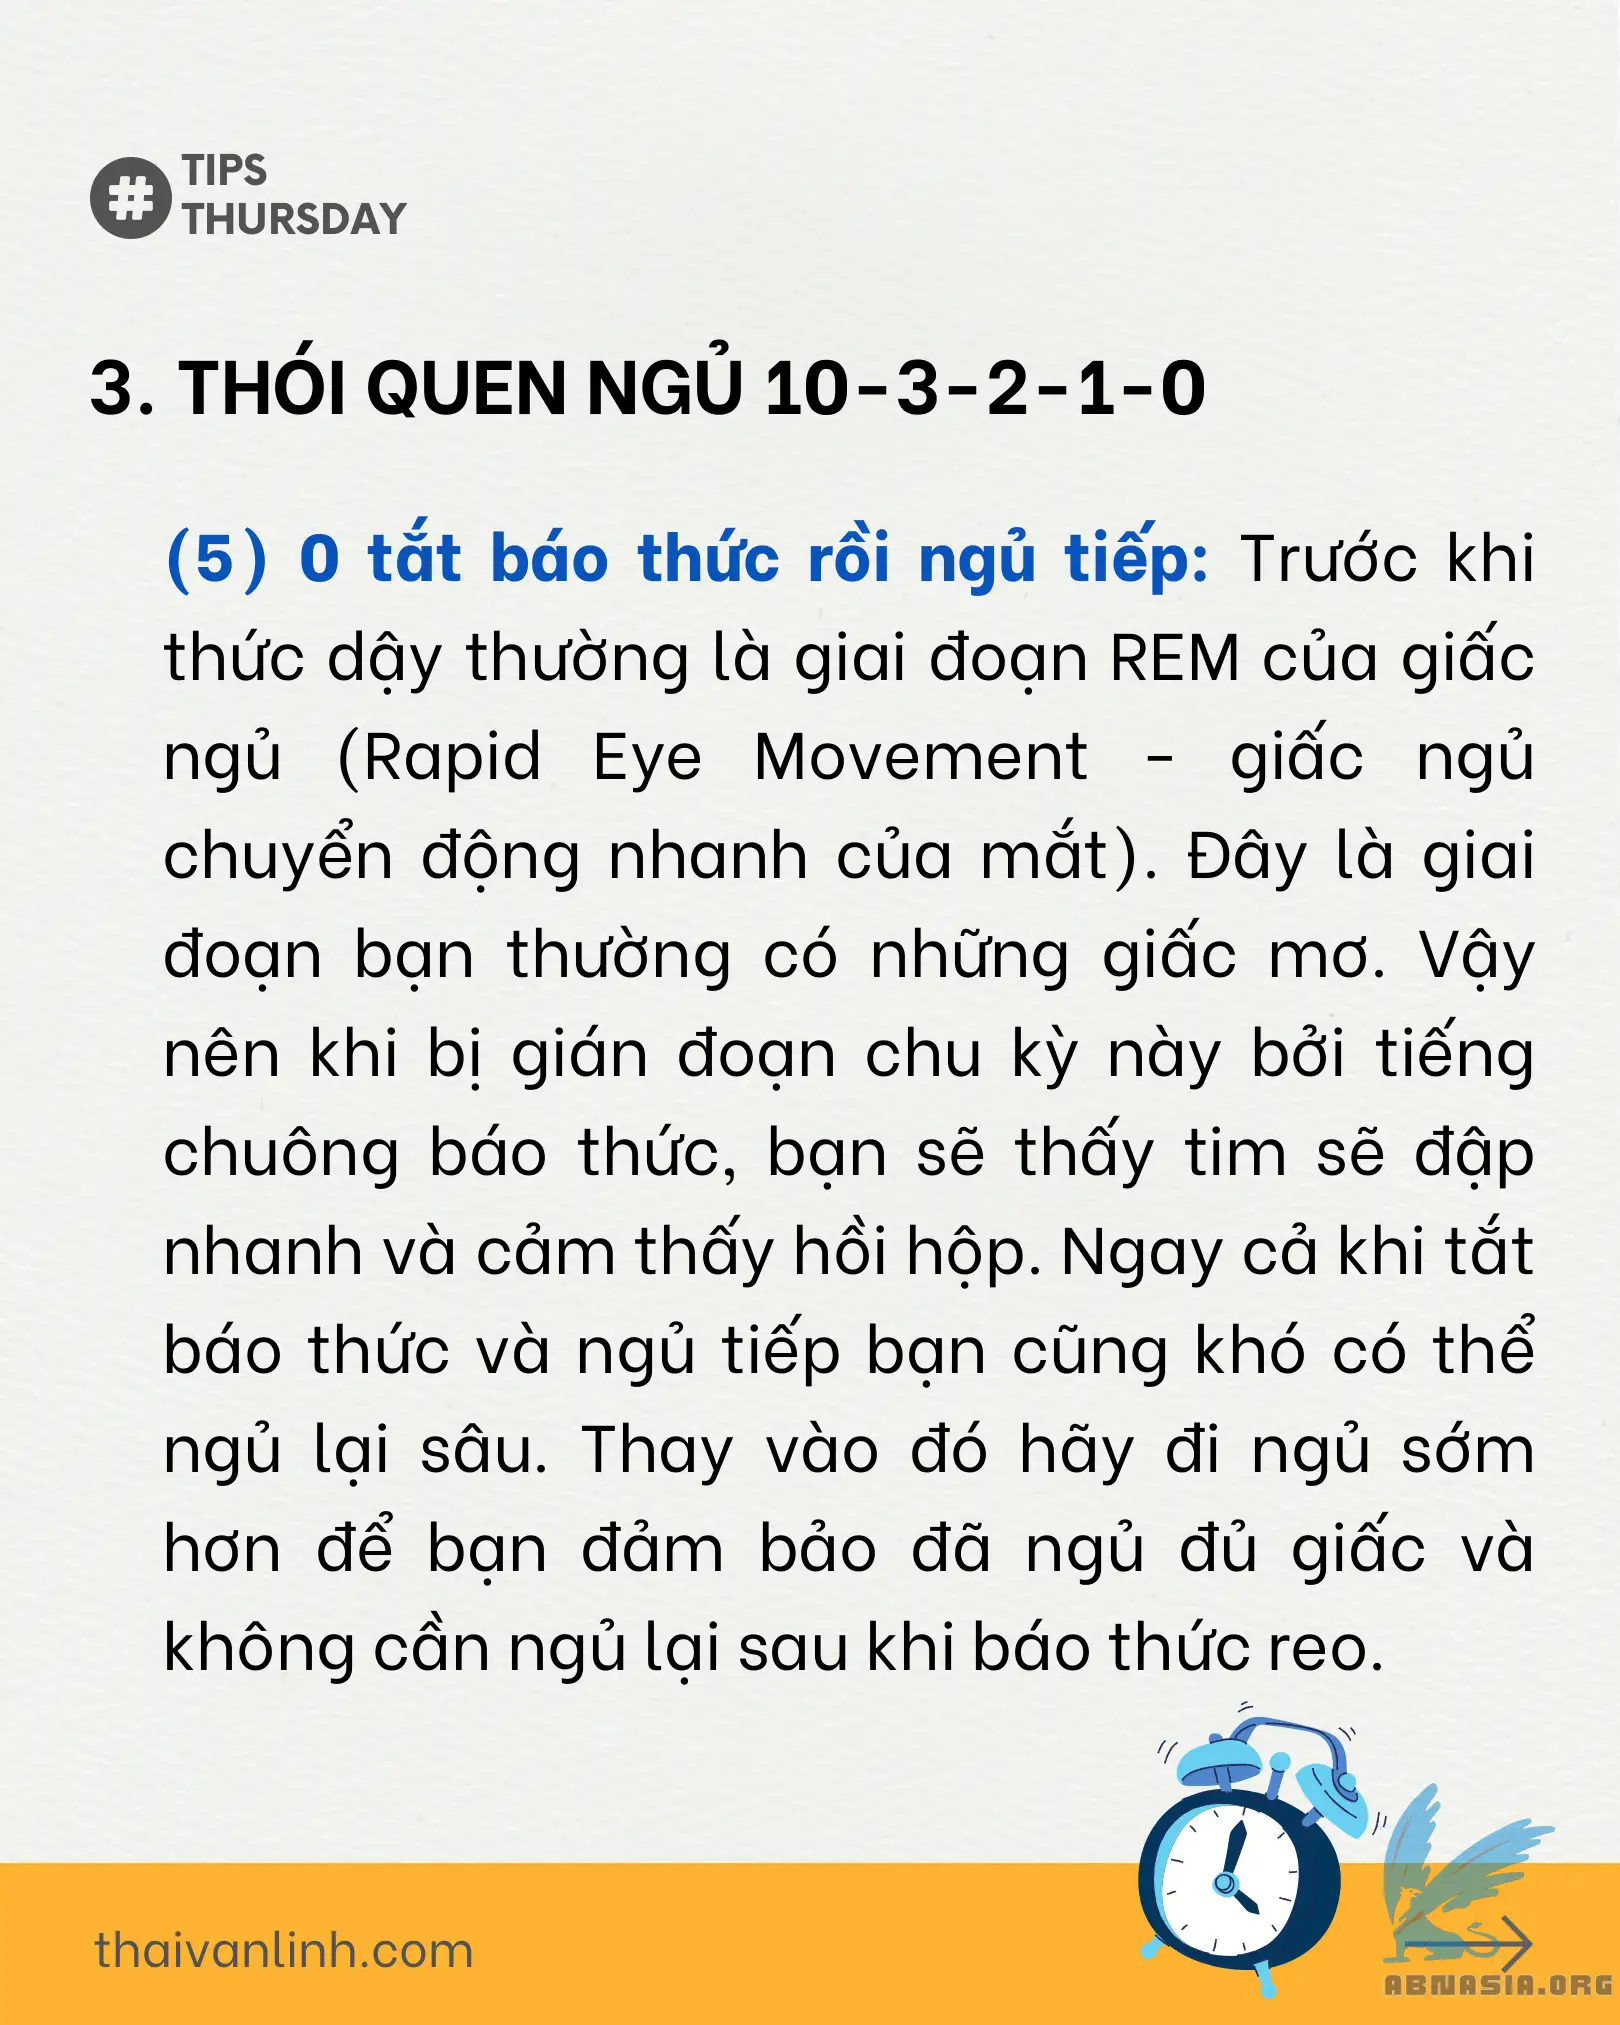 #
TIPS
THURSDAY
3. THÓI QUEN NGỦ 10-3-2-1-0
(5) 0 tắt báo thức rồi ngủ tiếp: Trước khi
thức dậy thường là giai đoạn REM của giấc
ngủ (Rapid Eye Movement - giấc ngủ
chuyển động nhanh của mắt). Đây là giai
đoạn bạn thường có những giấc mơ. Vậy
nên khi bị gián đoạn chu kỳ này bởi tiếng
chuông báo thức, bạn sẽ thấy tim sẽ đập
nhanh và cảm thấy hồi hộp. Ngay cả khi tắt
báo thức và ngủ tiếp bạn cũng khó có thể
ngủ lại sâu. Thay vào đó hãy đi ngủ sớm
hơn để bạn đảm bảo đã ngủ đủ giấc và
không cần ngủ lại sau khi báo thức reo.
thaivanlinh.com
ABNASIA.ORG